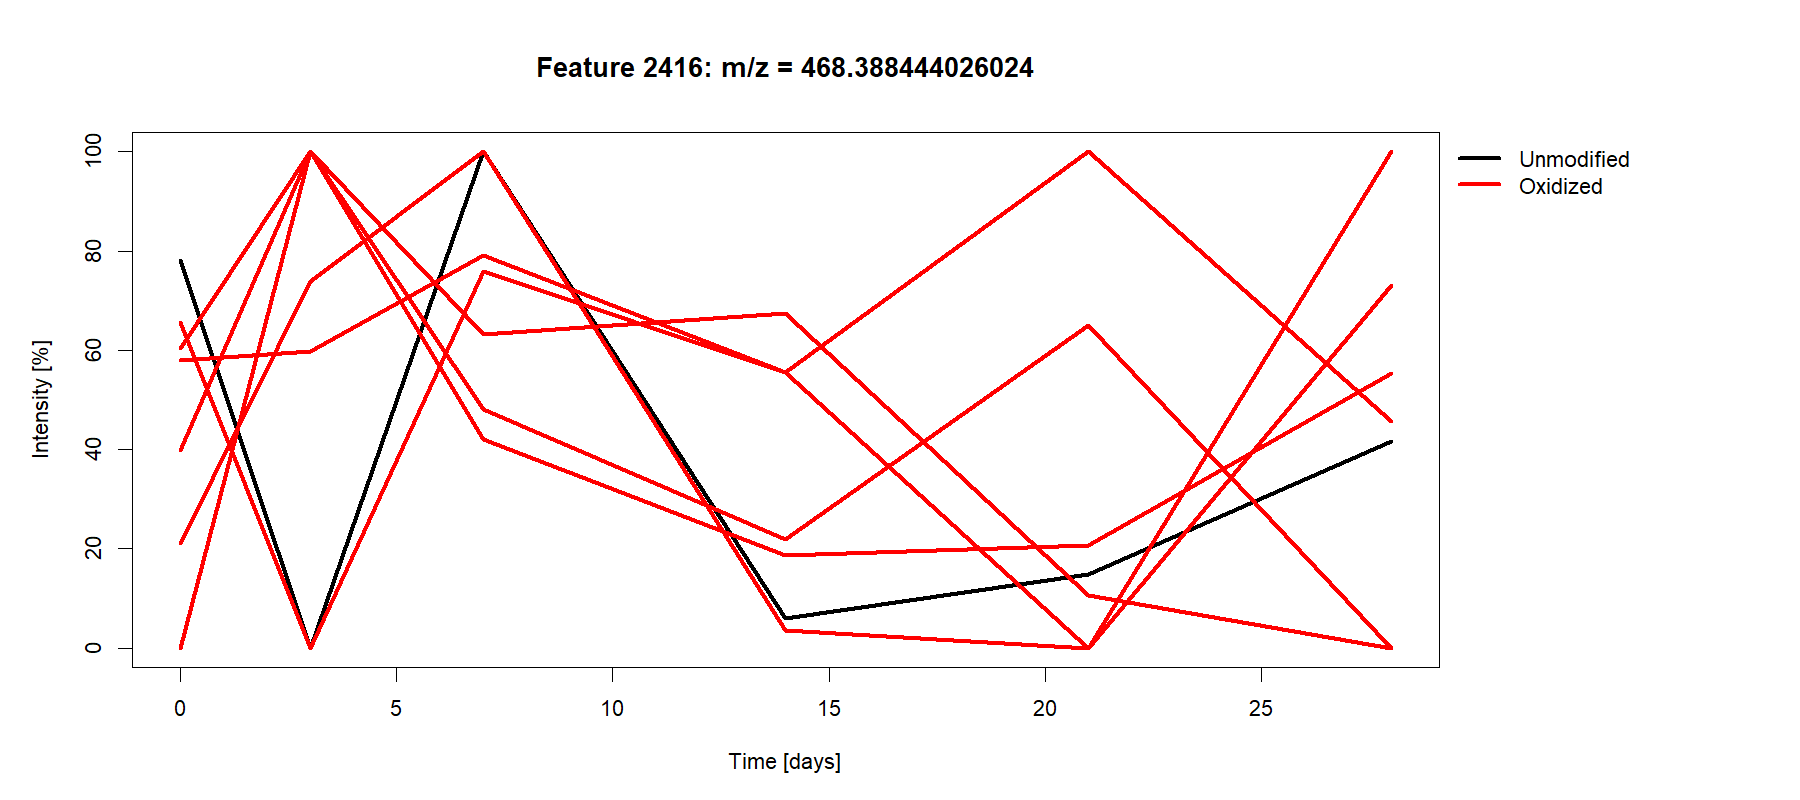 Feature 2416: m/z = 468.388444026024
Unmodified
Oxidized
Intensity [%]
100
80
60
40
20
0
0 5 10 15 20 25
Time [days]